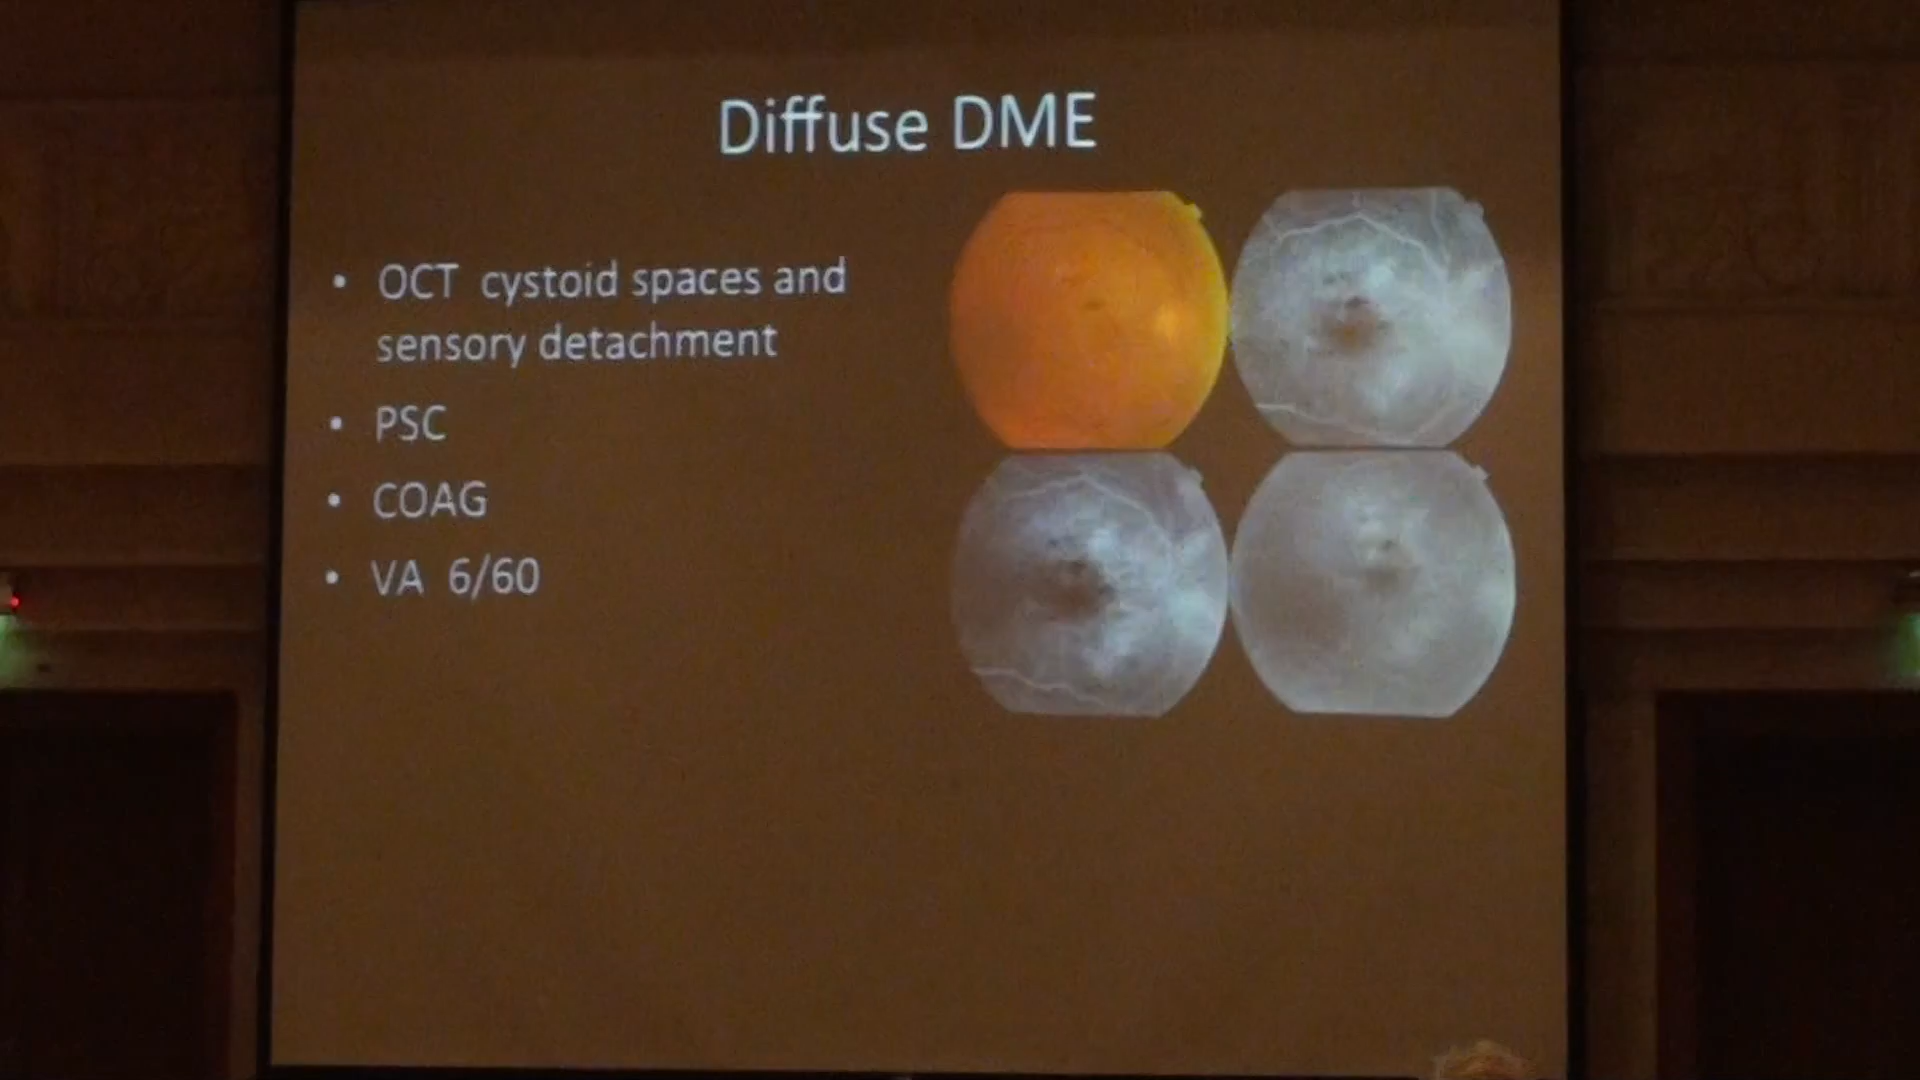 Diffuse DME
• OCT cystoid spaces and
sensory detachment
• PSC
• COAG
• VA 6/60